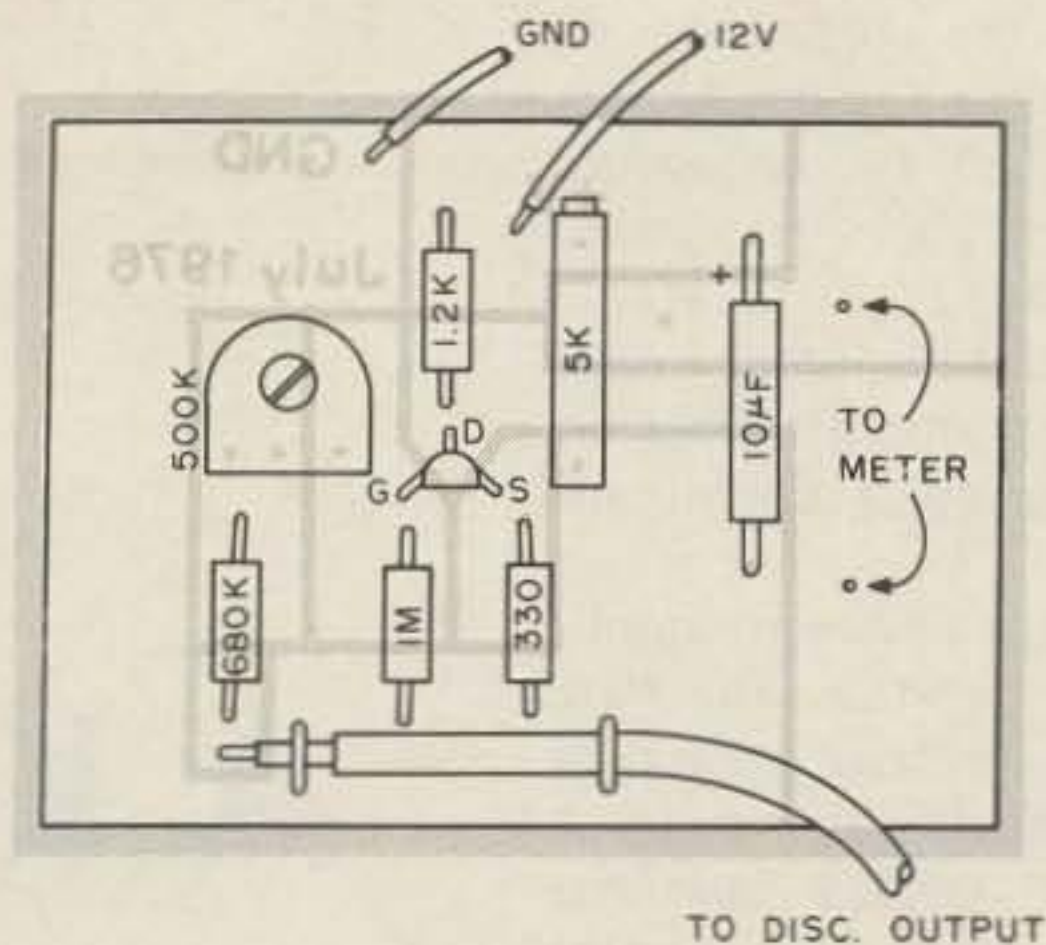 GND
12V
GND
July 1976
1.2K
+
5K
10µF
500K
TO
METER
D
G
S
680K
1M
330
TO DISC. OUTPUT